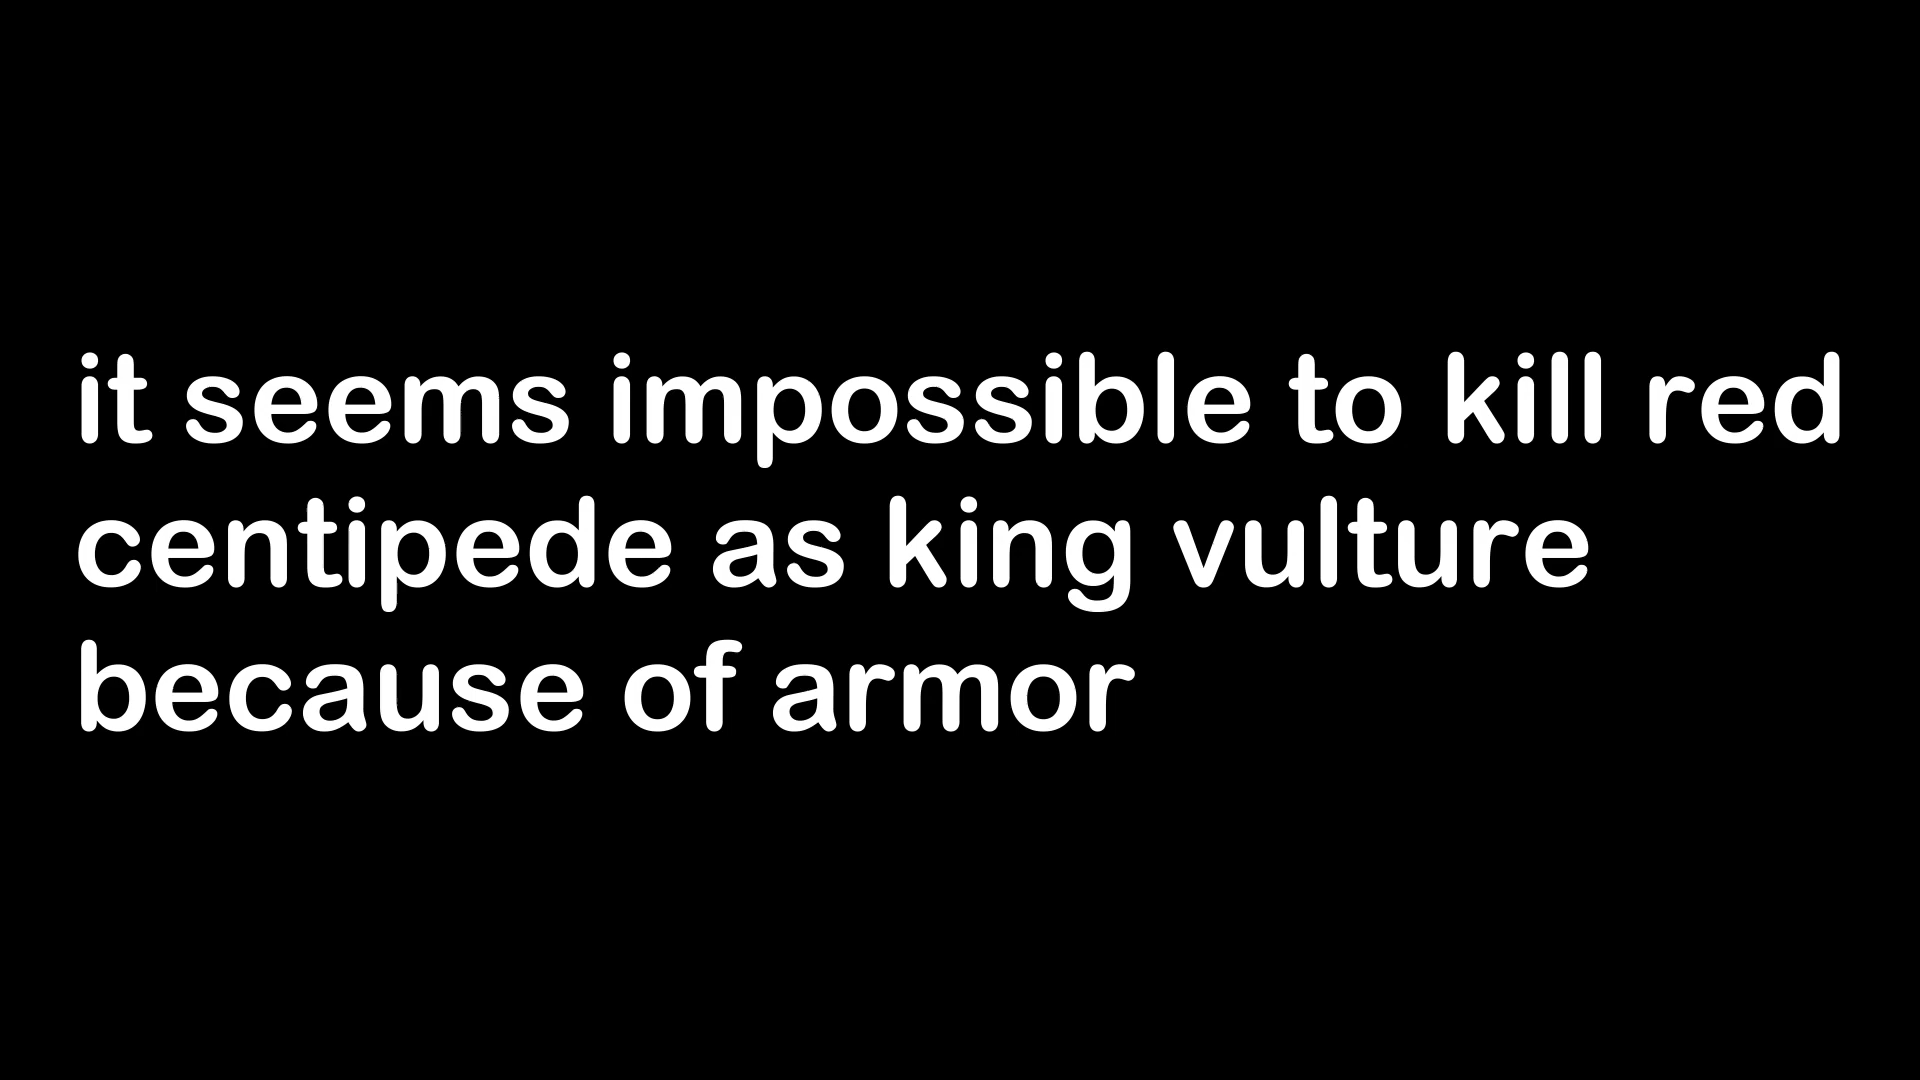 it seems impossible to kill red
centipede as king vulture
because of armor